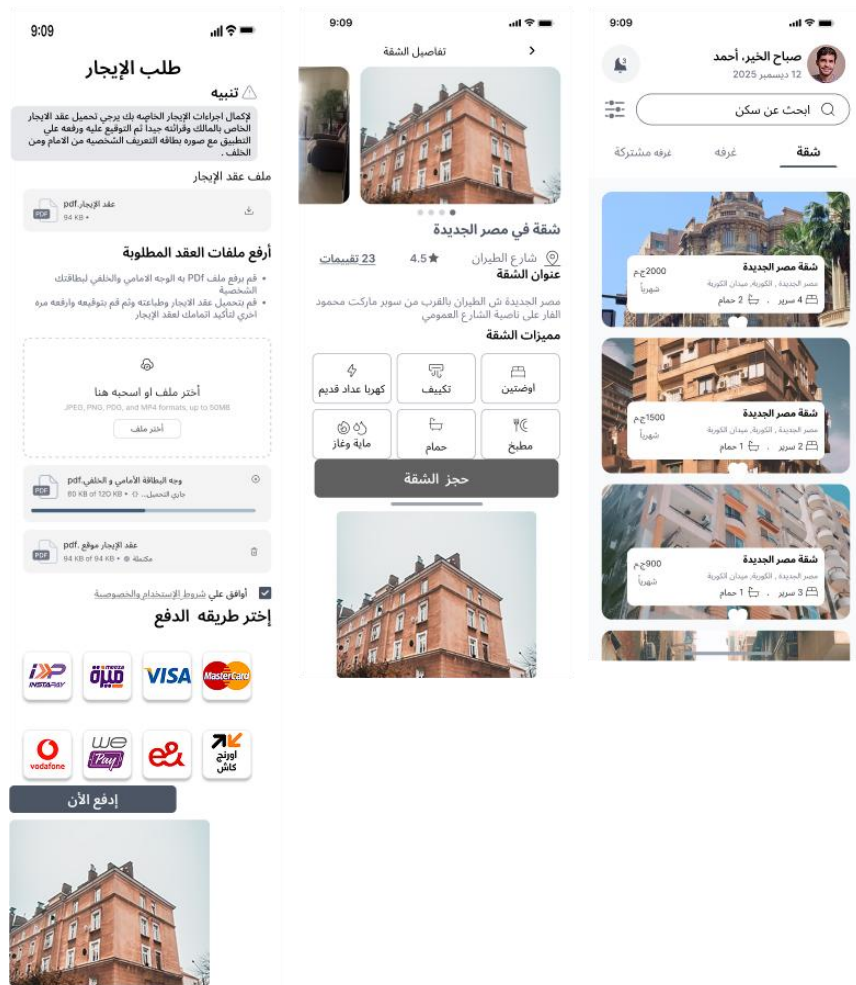 9:09
صباح الخير، أحمد
12 ديسمبر 2025
3
ابحث عن سكن
شقة
غرفه
غرفه مشتركة
شقة مصر الجديدة
2000ج.م
مصر الجديدة , الكوربة, ميدان الكوربة
شهرياً
4 سرير . 2 حمام
شقة مصر الجديدة
1500ج.م
مصر الجديدة , الكوربة, ميدان الكوربة
شهرياً
2 سرير . 1 حمام
شقة مصر الجديدة
900ج.م
مصر الجديدة , الكوربة, ميدان الكوربة
شهرياً
3 سرير . 1 حمام
9:09
تفاصيل الشقة
شقة في مصر الجديدة
شارع الطيران
4.5
23 تقييمات
عنوان الشقة
مصر الجديدة ش الطيران بالقرب من سوبر ماركت محمود
الفار على ناصية الشارع العمومي
مميزات الشقة
اوضتين
تكييف
كهربا عداد قديم
مطبخ
حمام
ماية وغاز
حجز الشقة
9:09
طلب الإيجار
تنبيه
لإكمال اجراءات الإيجار الخاصه بك يرجي تحميل عقد الايجار
الخاص بالمالك وقرائته جيداً ثم التوقيع عليه ورفعه علي
التطبيق مع صوره بطاقه التعريف الشخصيه من الامام ومن
الخلف .
ملف عقد الإيجار
عقد الإيجار.pdf
94 KB •
PDF
أرفع ملفات العقد المطلوبة
• قم برفع ملف PDF به الوجه الامامي والخلفي لبطاقتك
الشخصية
• قم بتحميل عقد الايجار وطباعته وثم قم بتوقيعه وارفعه مره
اخري لتأكيد اتمامك لعقد الإيجار
أختر ملف او اسحبه هنا
JPEG, PNG, PDG, and MP4 formats, up to 50MB
أختر ملف
وجه البطاقة الأمامي و الخلفي.pdf
60 KB of 120 KB • جاري التحميل...
PDF
عقد الإيجار موقع .pdf
94 KB of 94 KB • مكتملة
PDF
أوافق علي شروط الإستخدام والخصوصية
إختر طريقه الدفع
INSTAPAY
meeza
ميزة
VISA
MasterCard
vodafone
we
Pay
e&
اورنج
كاش
إدفع الأن